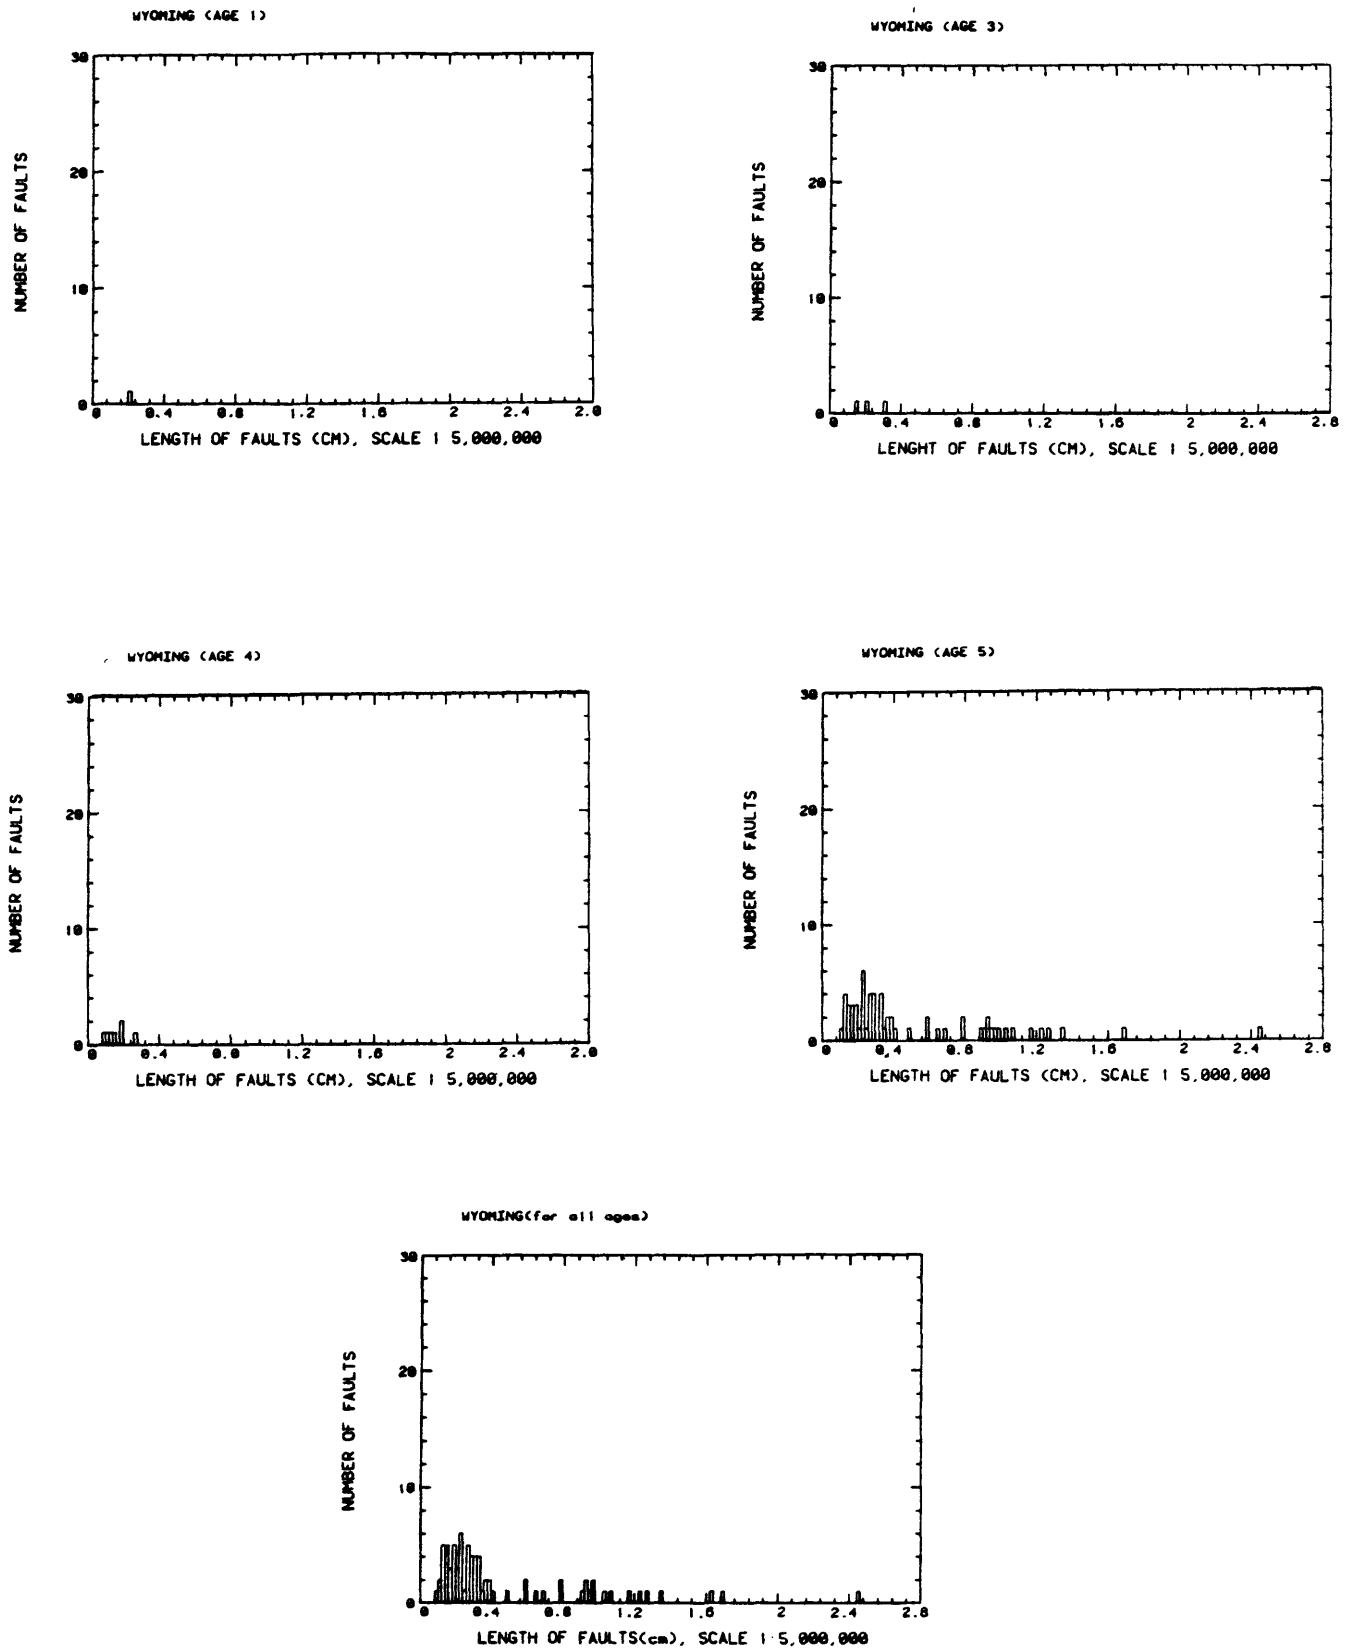 WYOMING (AGE 1)
30
20
10
0
NUMBER OF FAULTS
0 0.4 0.8 1.2 1.6 2 2.4 2.8
LENGTH OF FAULTS (CM), SCALE 1 5,000,000
WYOMING (AGE 3)
30
20
10
0
NUMBER OF FAULTS
0 0.4 0.8 1.2 1.6 2 2.4 2.8
LENGHT OF FAULTS (CM), SCALE 1 5,000,000
WYOMING (AGE 4)
30
20
10
0
NUMBER OF FAULTS
0 0.4 0.8 1.2 1.6 2 2.4 2.8
LENGTH OF FAULTS (CM), SCALE 1 5,000,000
WYOMING (AGE 5)
30
20
10
0
NUMBER OF FAULTS
0 0.4 0.8 1.2 1.6 2 2.4 2.8
LENGTH OF FAULTS (CM), SCALE 1 5,000,000
WYOMING(for all ages)
30
20
10
0
NUMBER OF FAULTS
0 0.4 0.8 1.2 1.6 2 2.4 2.8
LENGTH OF FAULTS(cm), SCALE 1:5,000,000